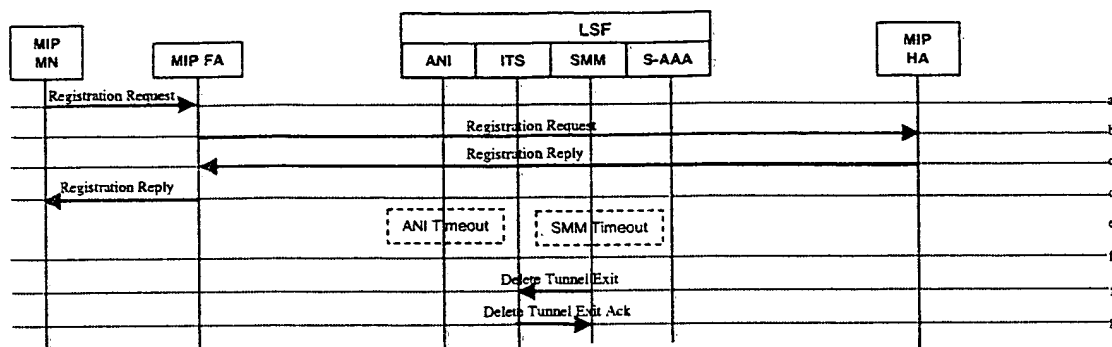 LSF
MIP
MN
MIP FA
ANI
ITS
SMM
S-AAA
MIP
HA
Registration Request
a
Registration Request
b
Registration Reply
Registration Reply
ANI Timeout
SMM Timeout
e
f
Delete Tunnel Exit
Delete Tunnel Exit Ack